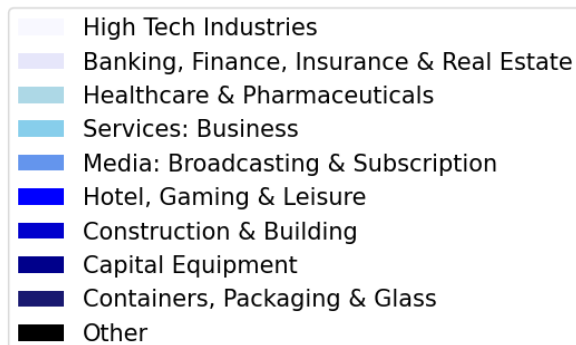 High Tech Industries
Banking, Finance, Insurance & Real Estate
Healthcare & Pharmaceuticals
Services: Business
Media: Broadcasting & Subscription
Hotel, Gaming & Leisure
Construction & Building
Capital Equipment
Containers, Packaging & Glass
Other